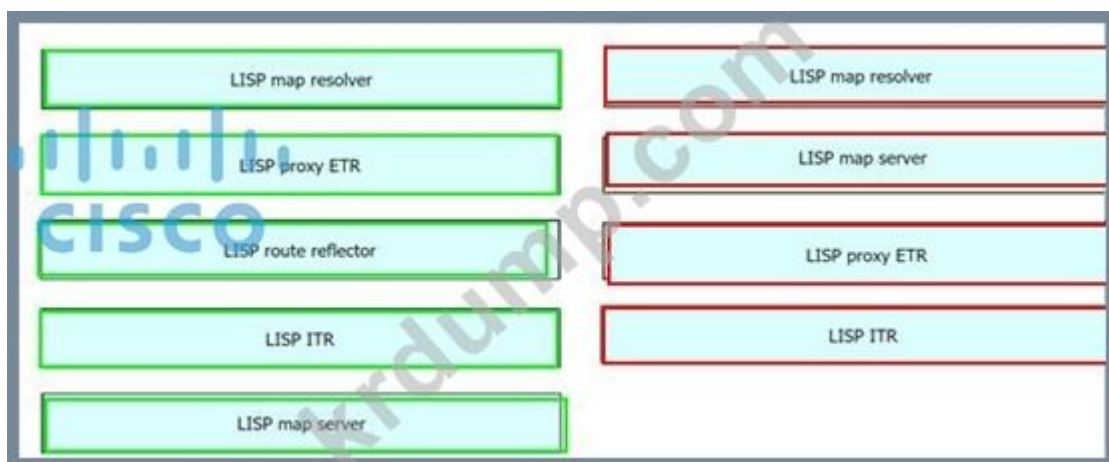 LISP map resolver
LISP proxy ETR
CISCO
LISP route reflector
LISP ITR
LISP map server
LISP map resolver
LISP map server
LISP proxy ETR
LISP ITR
krdump.com